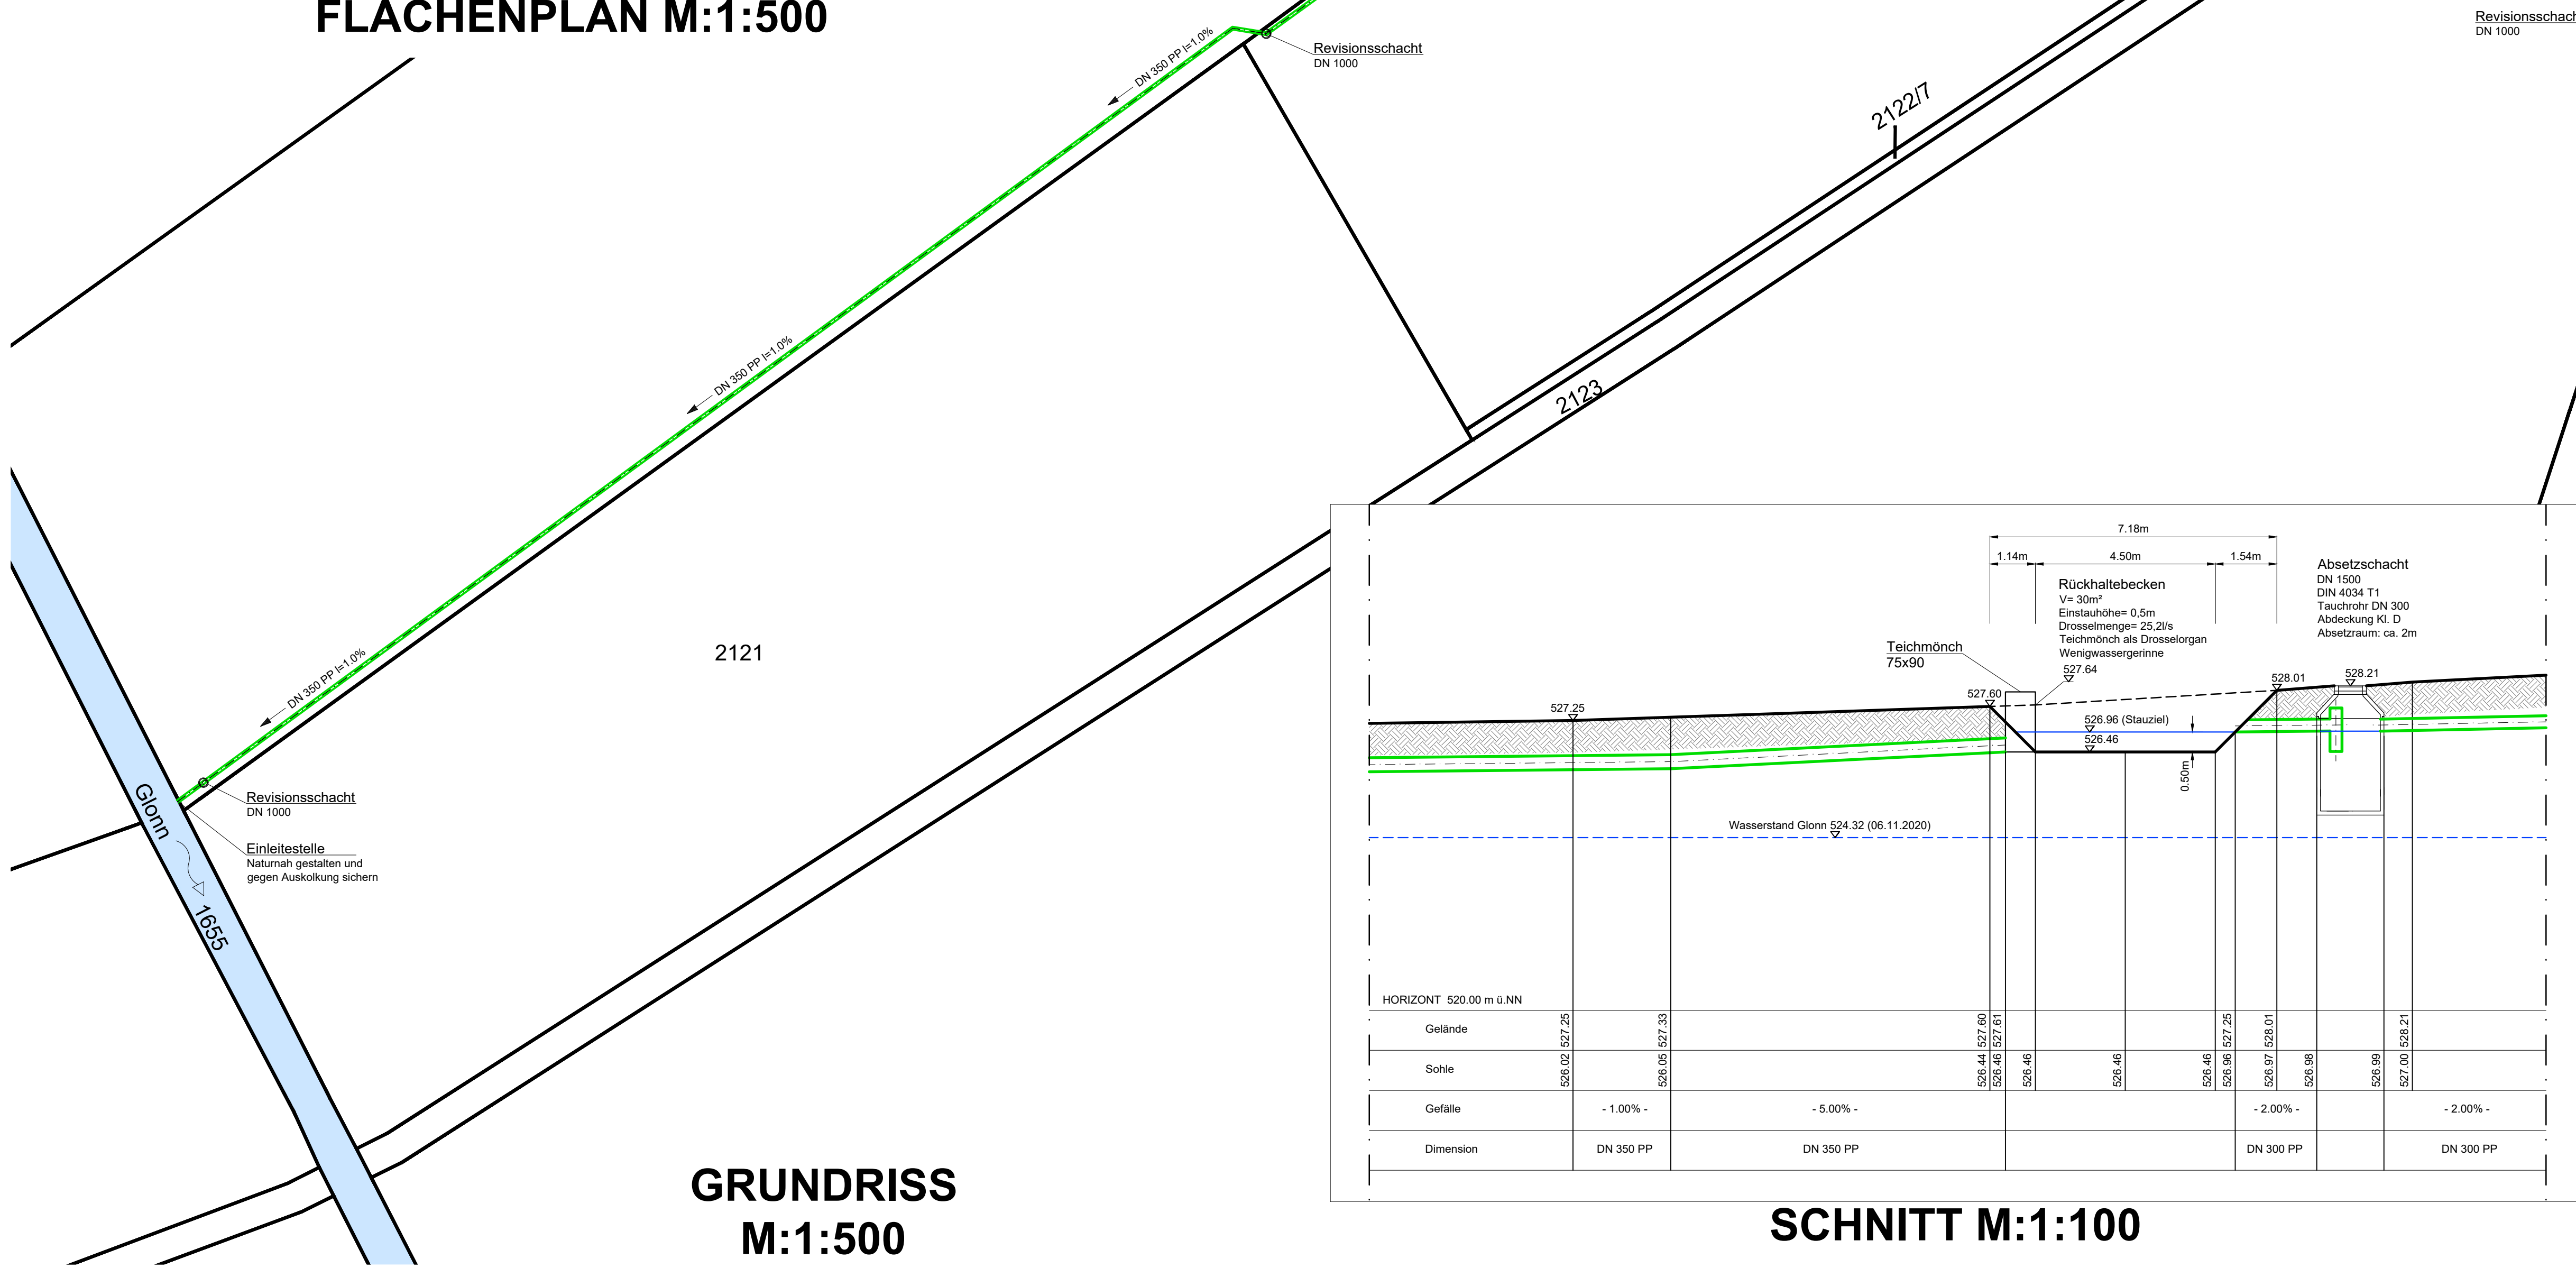 FLÄCHENPLAN M:1:500
DN 350 PP I=1.0%
Revisionsschacht
DN 1000
Revisionsschacht
DN 1000
2122/7
DN 350 PP I=1.0%
2123
2121
DN 350 PP I=1.0%
Revisionsschacht
DN 1000
Einleitestelle
Naturnah gestalten und
gegen Auskolkung sichern
Glonn
1655
GRUNDRISS
M:1:500
7.18m
1.14m
4.50m
1.54m
Rückhaltebecken
V= 30m²
Einstauhöhe= 0,5m
Drosselmenge= 25,2l/s
Teichmönch als Drosselorgan
Wenigwassergerinne
Absetzschacht
DN 1500
DIN 4034 T1
Tauchrohr DN 300
Abdeckung Kl. D
Absetzraum: ca. 2m
Teichmönch
75x90
527.64
527.25
527.60
528.01
528.21
526.96 (Stauziel)
526.46
0.50m
Wasserstand Glonn 524.32 (06.11.2020)
HORIZONT 520.00 m ü.NN
Gelände 527.25 527.33 527.60 527.61 527.25 528.01 528.21
Sohle 526.02 526.05 526.44 526.46 526.46 526.46 526.46 526.96 526.97 526.98 526.99 527.00
Gefälle - 1.00% - - 5.00% - - 2.00% - - 2.00% -
Dimension DN 350 PP DN 350 PP DN 300 PP DN 300 PP
SCHNITT M:1:100